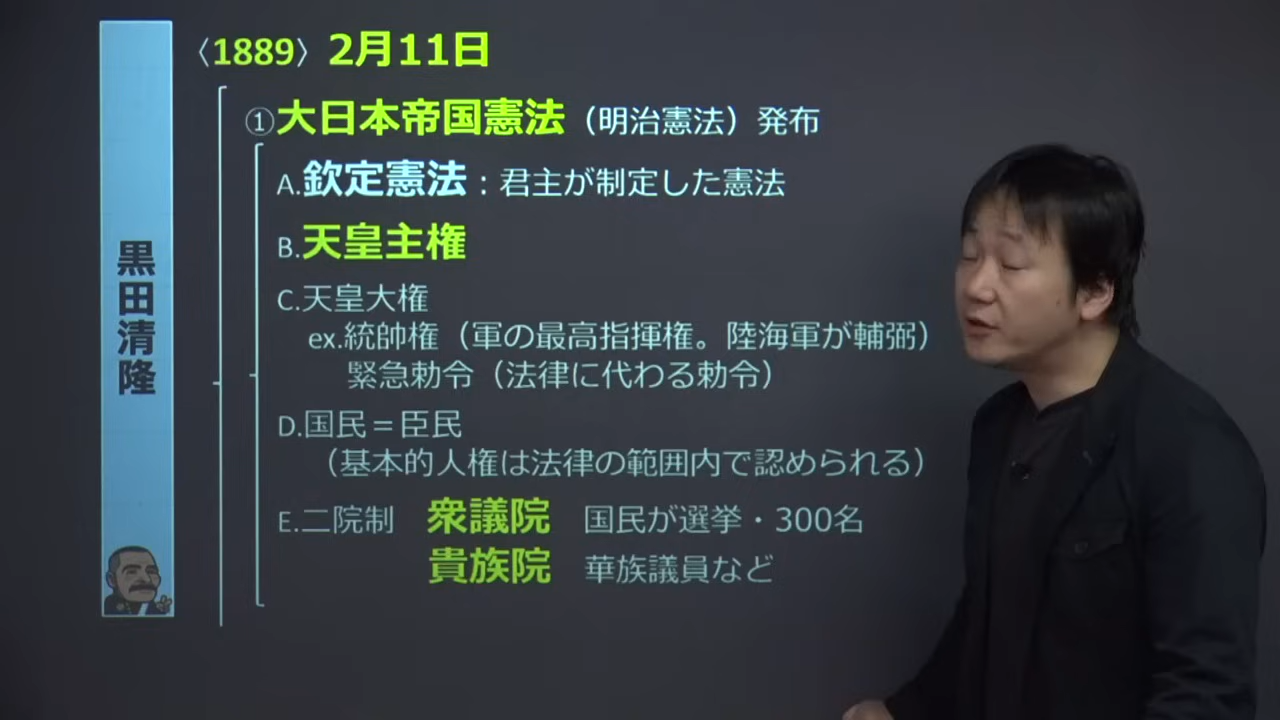 黒田清隆
〈1889〉2月11日
①大日本帝国憲法（明治憲法）発布
A.欽定憲法：君主が制定した憲法
B.天皇主権
C.天皇大権
ex.統帥権（軍の最高指揮権。陸海軍が輔弼）
緊急勅令（法律に代わる勅令）
D.国民＝臣民
（基本的人権は法律の範囲内で認められる）
E.二院制　衆議院　国民が選挙・300名
貴族院　華族議員など